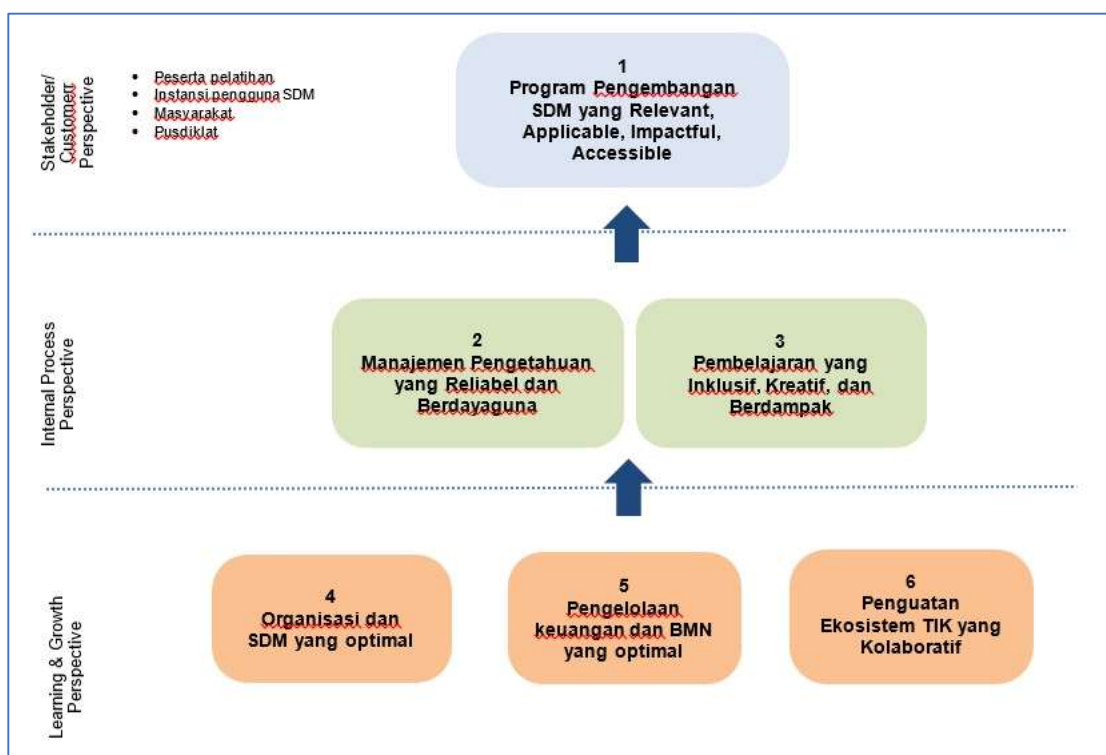 Stakeholder/
Customerr
Perspective
• Peserta pelatihan
• Instansi pengguna SDM
• Masyarakat
• Pusdiklat
1
Program Pengembangan
SDM yang Relevant,
Applicable, Impactful,
Accessible
Internal Process
Perspective
2
Manajemen Pengetahuan
yang Reliabel dan
Berdayaguna
3
Pembelajaran yang
Inklusif, Kreatif, dan
Berdampak
Learning & Growth
Perspective
4
Organisasi dan
SDM yang optimal
5
Pengelolaan
keuangan dan BMN
yang optimal
6
Penguatan
Ekosistem TIK yang
Kolaboratif